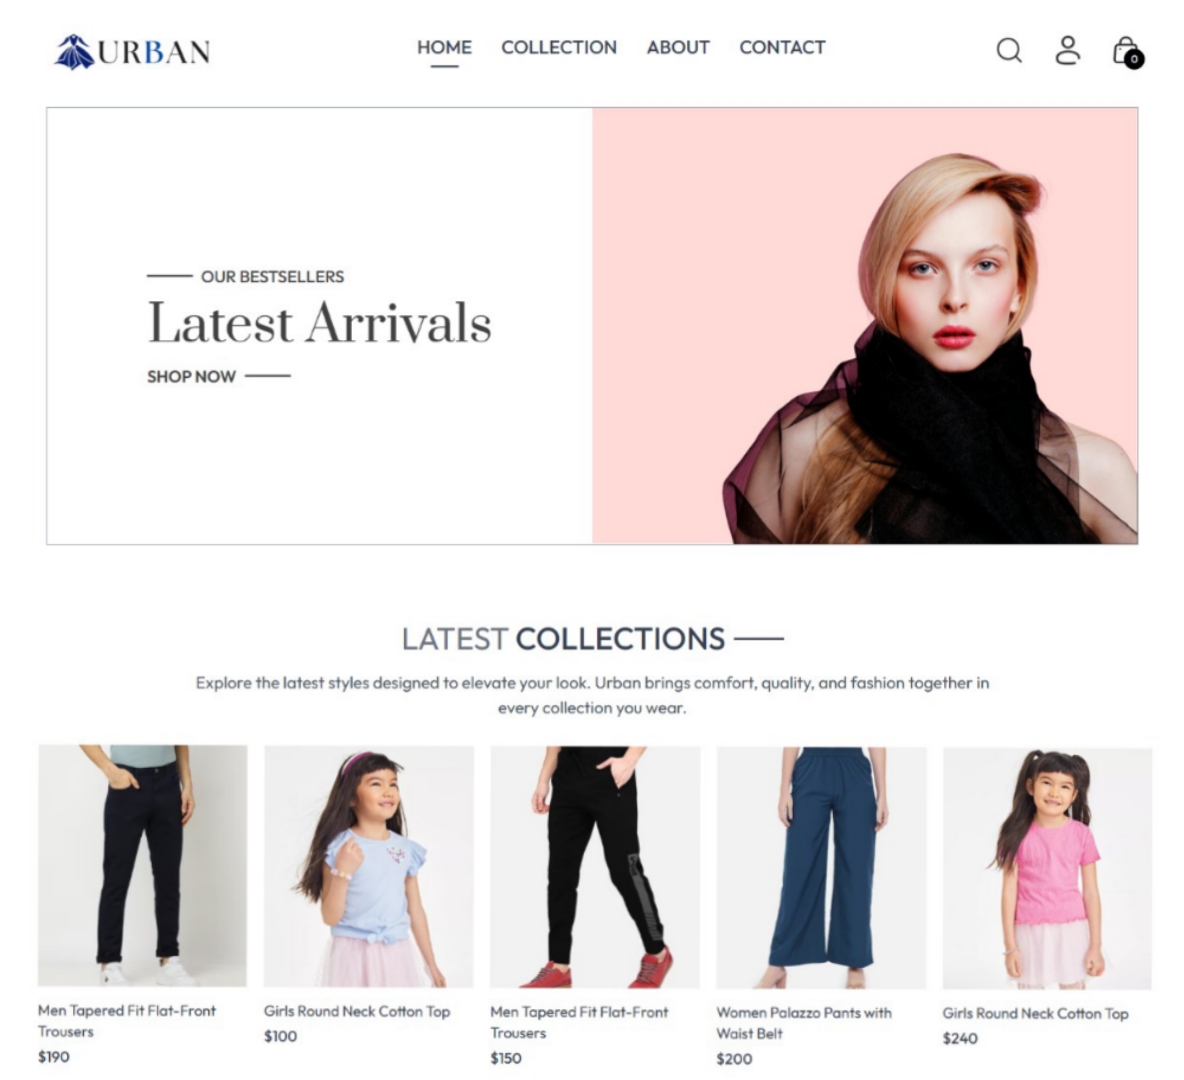 URBAN
HOME COLLECTION ABOUT CONTACT
0
OUR BESTSELLERS
Latest Arrivals
SHOP NOW
LATEST COLLECTIONS
Explore the latest styles designed to elevate your look. Urban brings comfort, quality, and fashion together in
every collection you wear.
Men Tapered Fit Flat-Front
Trousers
$190
Girls Round Neck Cotton Top
$100
Men Tapered Fit Flat-Front
Trousers
$150
Women Palazzo Pants with
Waist Belt
$200
Girls Round Neck Cotton Top
$240